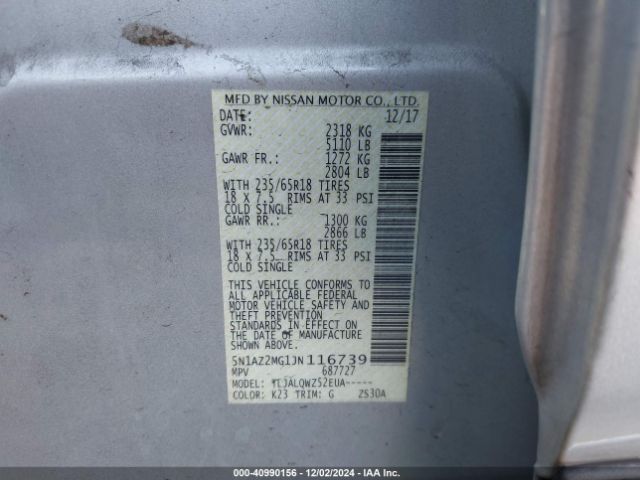 MFD BY NISSAN MOTOR CO., LTD.
DATE: 12/17
GVWR: 2318 KG
5110 LB
GAWR FR.: 1272 KG
2804 LB
WITH 235/65R18 TIRES
18 X 7.5 RIMS AT 33 PSI
COLD SINGLE
GAWR RR.: 1300 KG
2866 LB
WITH 235/65R18 TIRES
18 X 7.5 RIMS AT 33 PSI
COLD SINGLE
THIS VEHICLE CONFORMS TO
ALL APPLICABLE FEDERAL
MOTOR VEHICLE SAFETY AND
THEFT PREVENTION
STANDARDS IN EFFECT ON
THE DATE OF MANUFACTURE
SHOWN ABOVE.
5N1AZ2MG1JN116739
MPV 687727
MODEL: TLJALQWZ52EUA-----
COLOR: K23 TRIM: G ZS30A
000-40990156 • 12/02/2024 • IAA Inc.